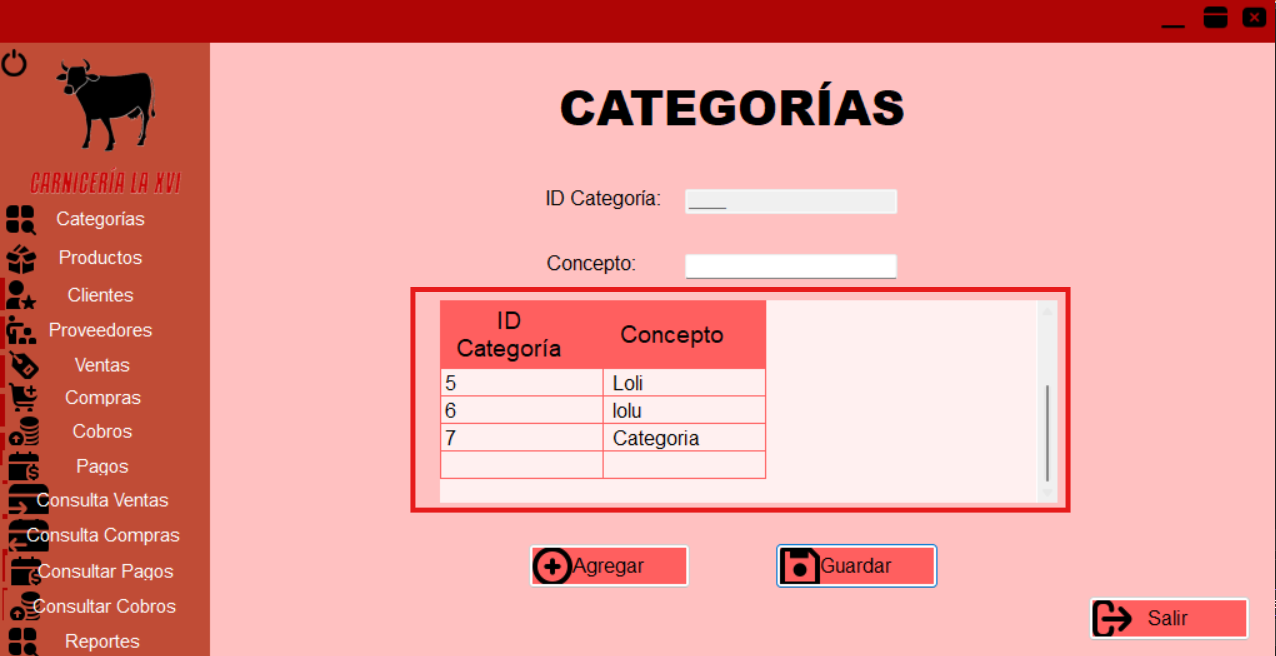 CATEGORÍAS
CARNICERÍA LA XVI
Categorías
Productos
Clientes
Proveedores
Ventas
Compras
Cobros
Pagos
Consulta Ventas
Consulta Compras
Consultar Pagos
Consultar Cobros
Reportes
ID Categoría: ____
Concepto:
ID
Categoría
Concepto
5 Loli
6 lolu
7 Categoria
Agregar
Guardar
Salir